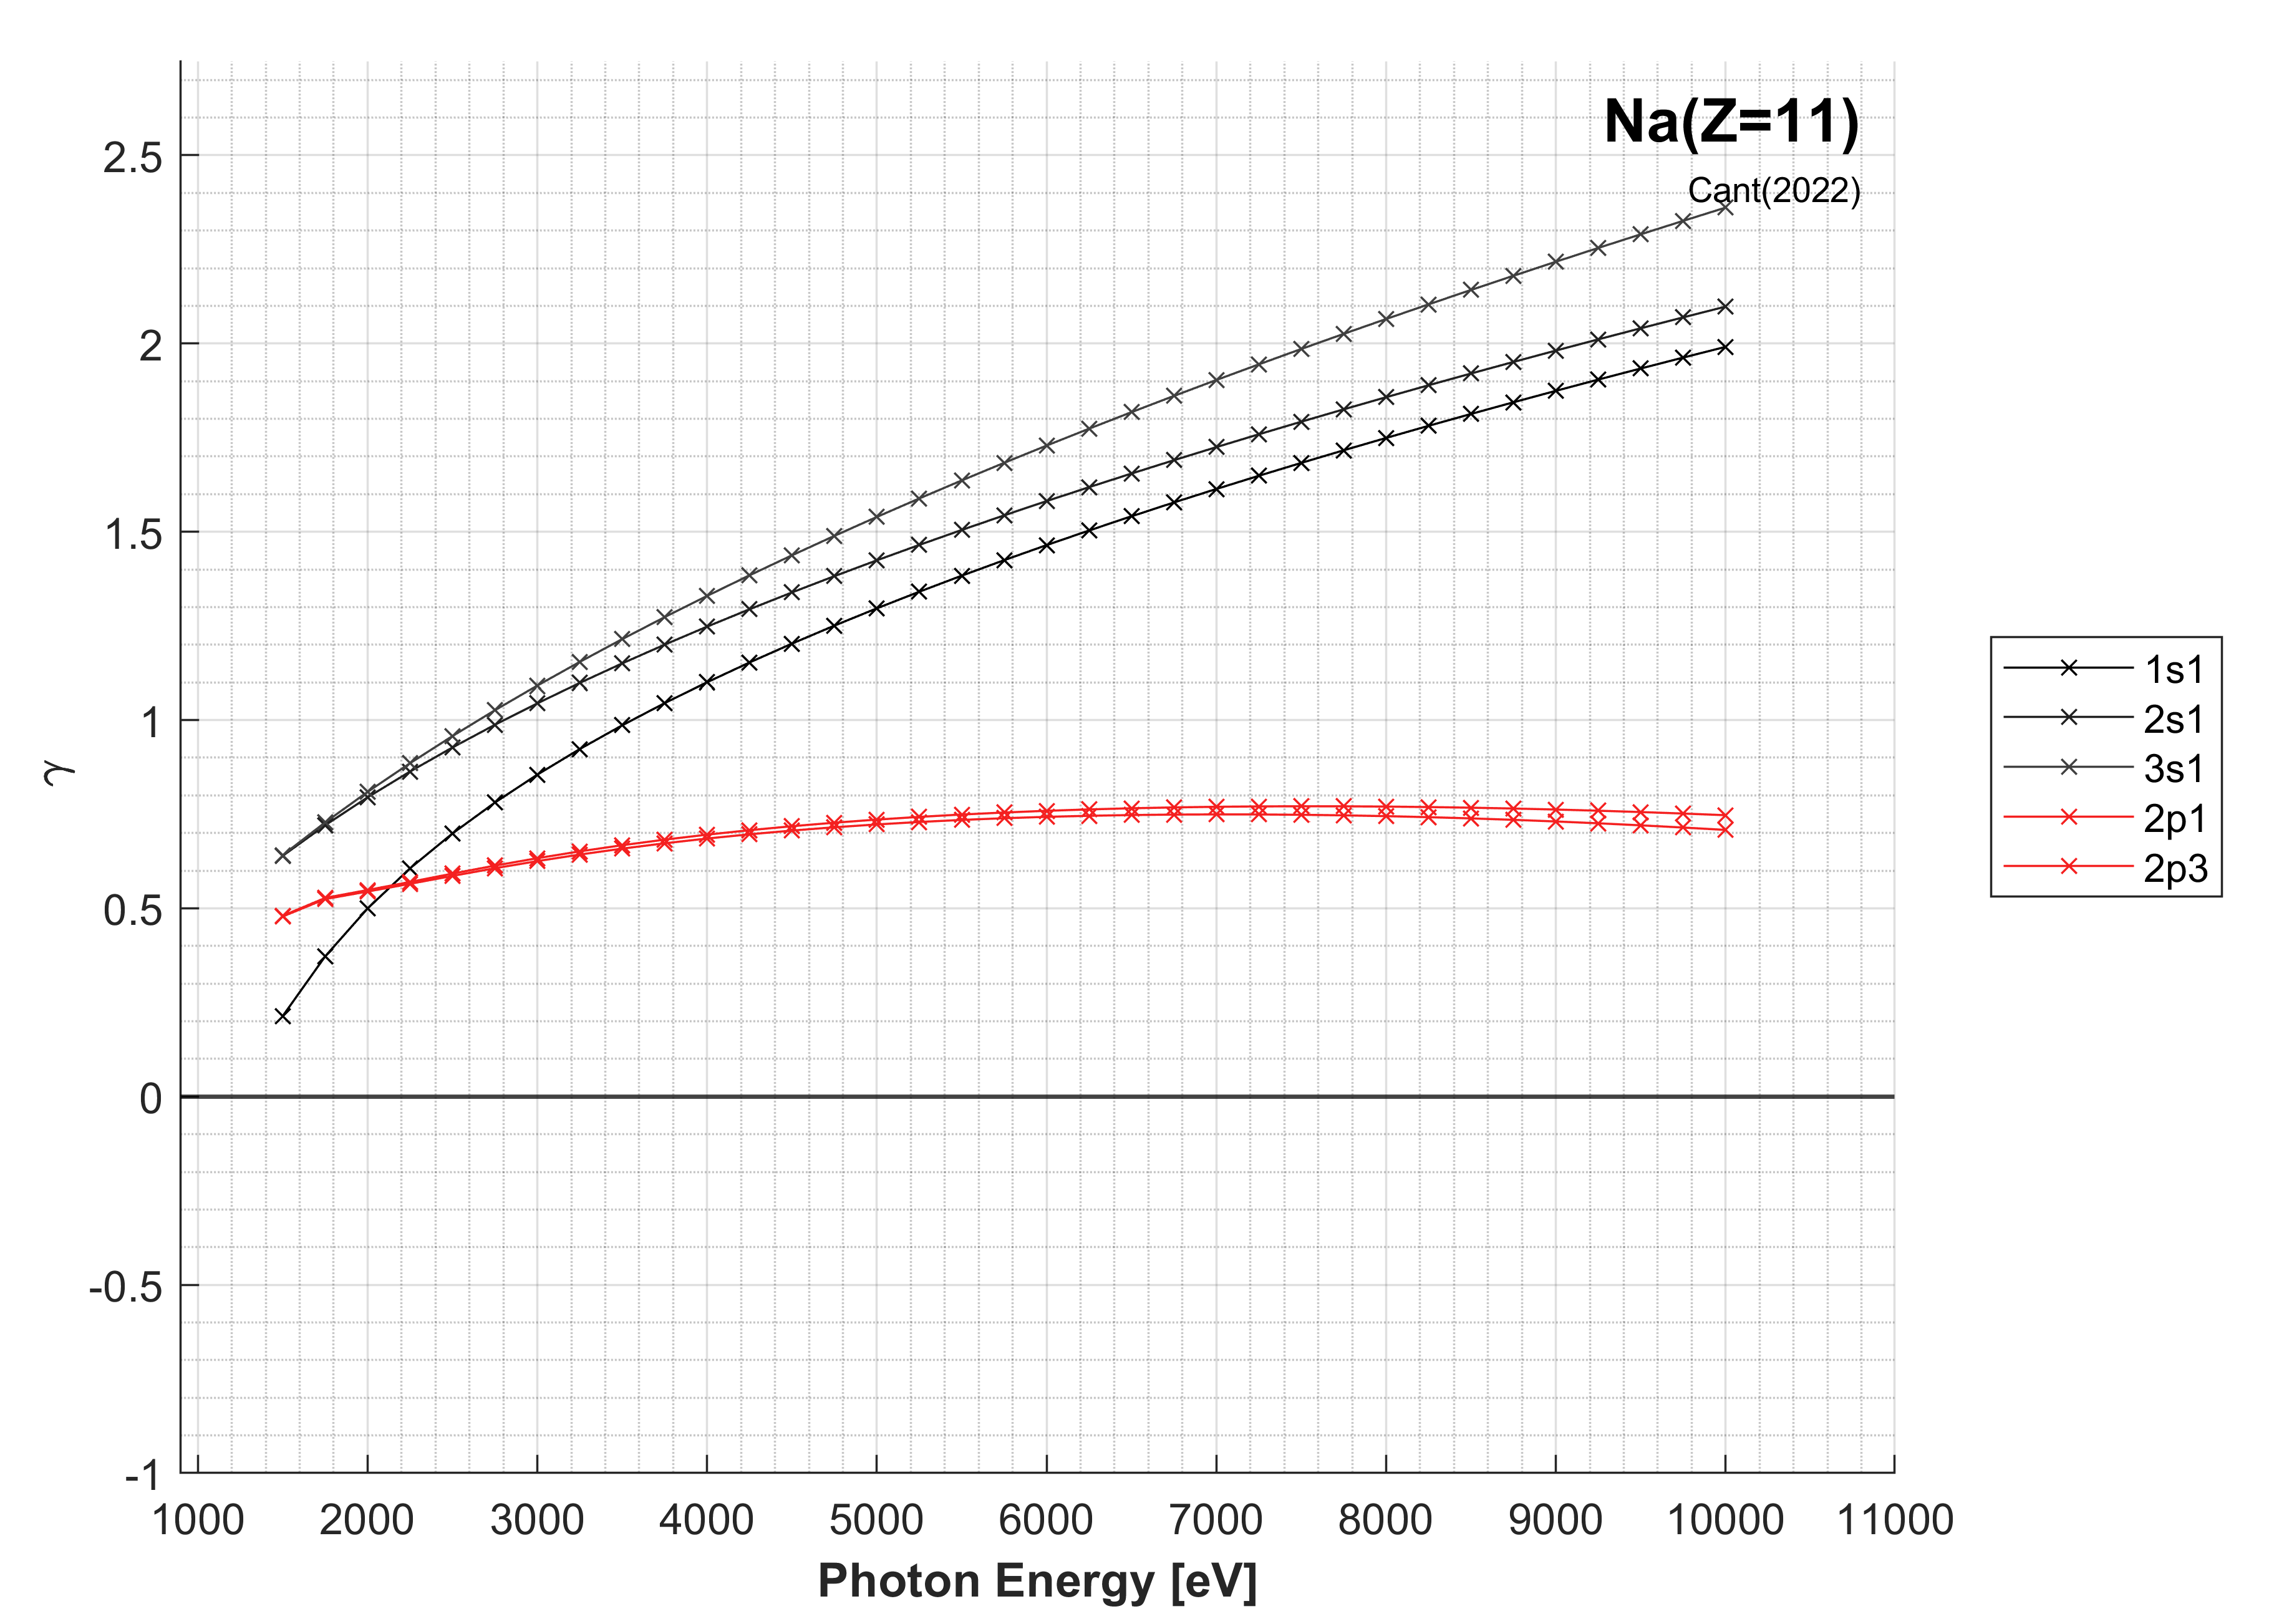 Na(Z=11)
Cant(2022)
2.5
2
1.5
1
0.5
0
-0.5
-1
γ
1000 2000 3000 4000 5000 6000 7000 8000 9000 10000 11000
Photon Energy [eV]
1s1
2s1
3s1
2p1
2p3